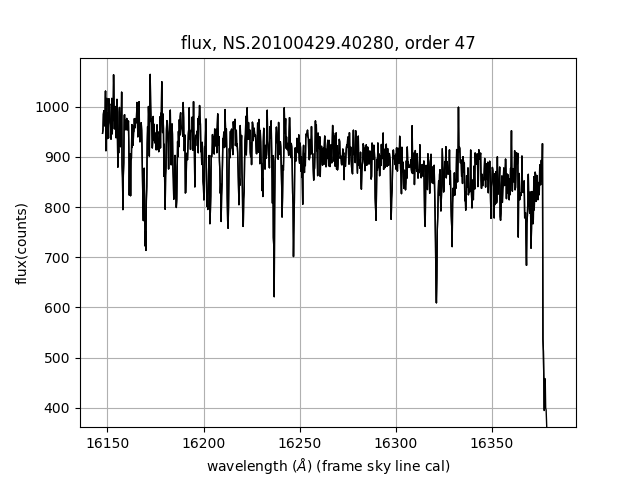 flux, NS.20100429.40280, order 47
1000
900
800
700
600
500
400
flux(counts)
16150 16200 16250 16300 16350
wavelength (Å) (frame sky line cal)